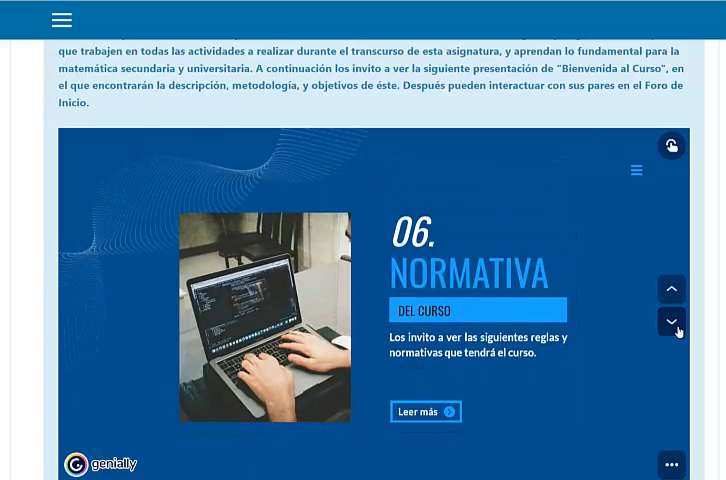 que trabajen en todas las actividades a realizar durante el transcurso de esta asignatura, y aprendan lo fundamental para la
matemática secundaria y universitaria. A continuación los invito a ver la siguiente presentación de "Bienvenida al Curso", en
el que encontrarán la descripción, metodología, y objetivos de éste. Después pueden interactuar con sus pares en el Foro de
Inicio.
06.
NORMATIVA
DEL CURSO
Los invito a ver las siguientes reglas y
normativas que tendrá el curso.
Leer más
genially